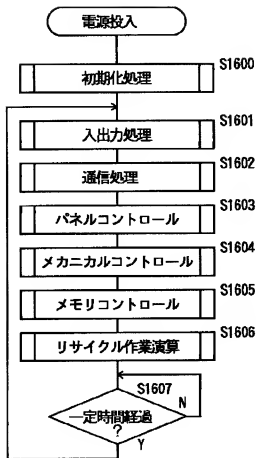 電源投入
S1600
初期化処理
S1601
入出力処理
S1602
通信処理
S1603
パネルコントロール
S1604
メカニカルコントロール
S1605
メモリコントロール
S1606
リサイクル作業演算
S1607
一定時間経過
?
N
Y